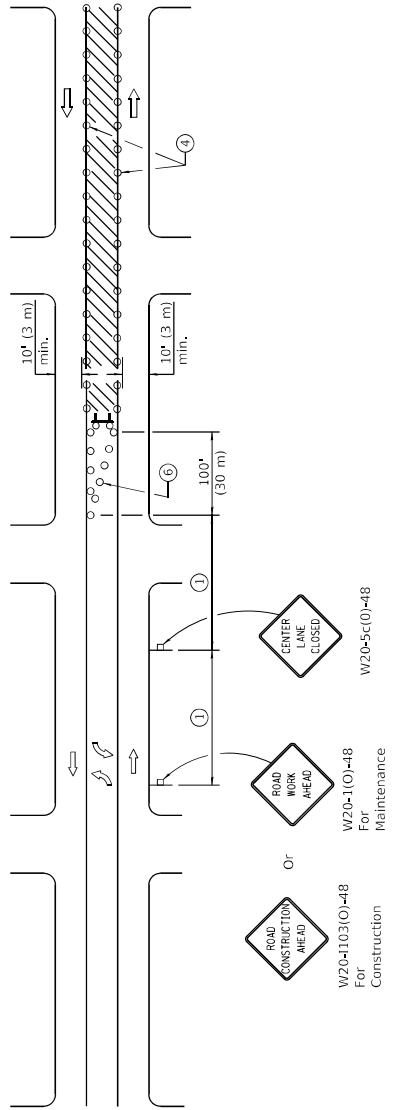 10' (3 m)
min.
10' (3 m)
min.
4
6
100'
(30 m)
1
1
CENTER
LANE
CLOSED
W20-5c(0)-48
ROAD
WORK
AHEAD
W20-1(O)-48
For
Maintenance
Or
ROAD
CONSTRUCTION
AHEAD
W20-I103(O)-48
For
Construction